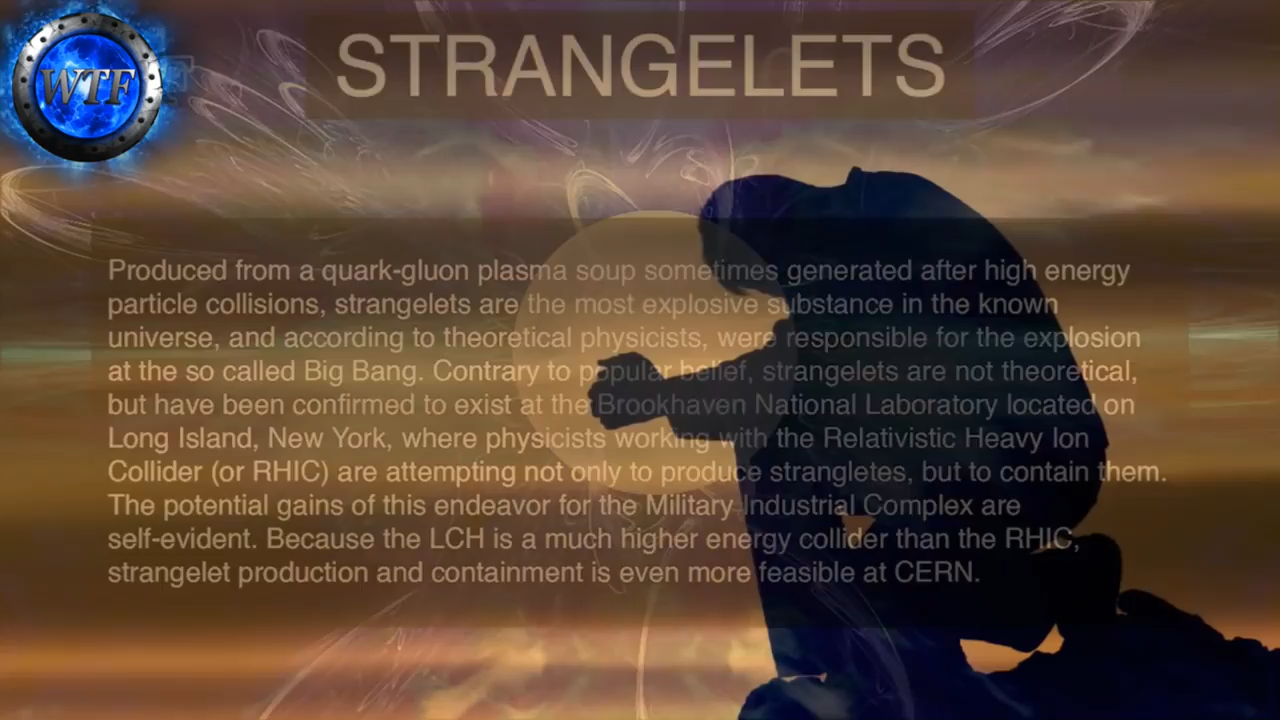 WTF
STRANGELETS
Produced from a quark-gluon plasma soup sometimes generated after high energy
particle collisions, strangelets are the most explosive substance in the known
universe, and according to theoretical physicists, were responsible for the explosion
at the so called Big Bang. Contrary to popular belief, strangelets are not theoretical,
but have been confirmed to exist at the Brookhaven National Laboratory located on
Long Island, New York, where physicists working with the Relativistic Heavy Ion
Collider (or RHIC) are attempting not only to produce strangletes, but to contain them.
The potential gains of this endeavor for the Military Industrial Complex are
self-evident. Because the LCH is a much higher energy collider than the RHIC,
strangelet production and containment is even more feasible at CERN.